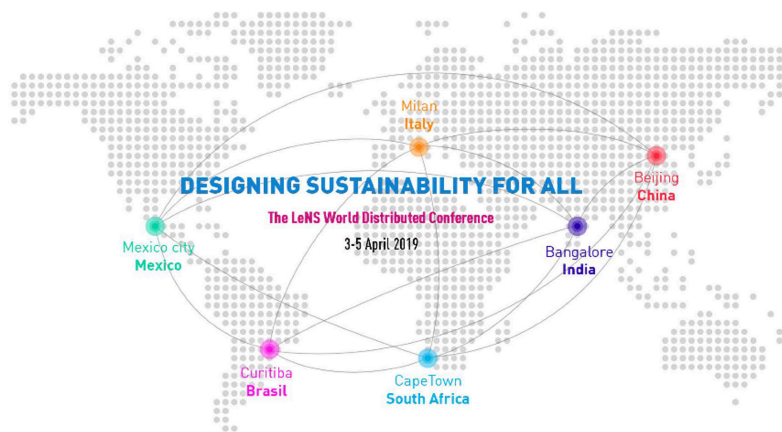 Milan
Italy
DESIGNING SUSTAINABILITY FOR ALL
The LeNS World Distributed Conference
3-5 April 2019
Beijing
China
Mexico city
Mexico
Bangalore
India
Curitiba
Brasil
CapeTown
South Africa